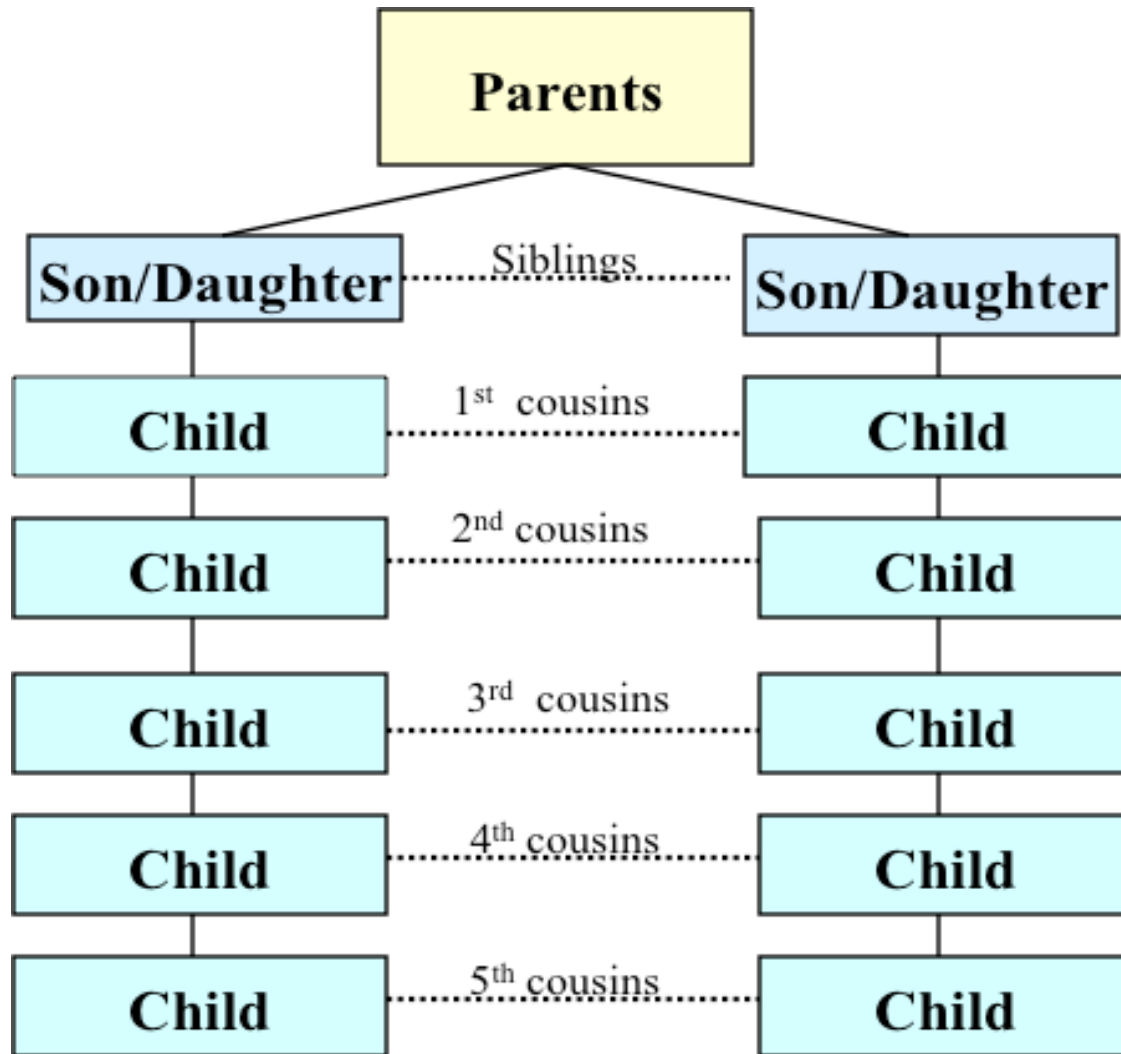 Parents
Son/Daughter Siblings Son/Daughter
Child 1st cousins Child
Child 2nd cousins Child
Child 3rd cousins Child
Child 4th cousins Child
Child 5th cousins Child